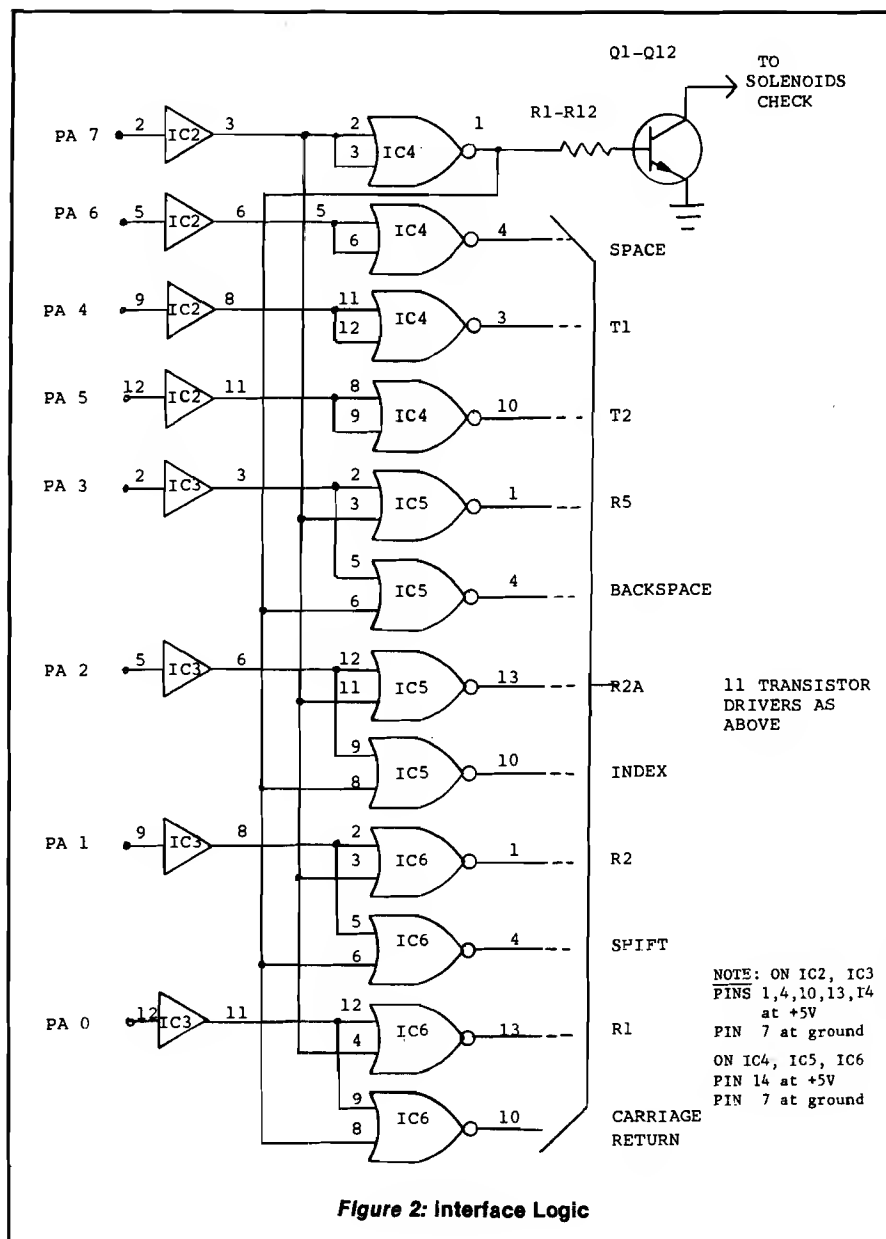 Q1-Q12
TO
SOLENOIDS
CHECK
R1-R12
PA 7 2 IC2 3 2 3 IC4 1
PA 6 5 IC2 6 5 6 IC4 4 SPACE
PA 4 9 IC2 8 11 12 IC4 3 T1
PA 5 12 IC2 11 8 9 IC4 10 T2
PA 3 2 IC3 3 2 3 IC5 1 R5
5 6 IC5 4 BACKSPACE
PA 2 5 IC3 6 12 11 IC5 13 R2A
11 TRANSISTOR
DRIVERS AS
ABOVE
9 8 IC5 10 INDEX
PA 1 9 IC3 8 2 3 IC6 1 R2
5 6 IC6 4 SHIFT
PA 0 12 IC3 11 12 4 IC6 13 R1
9 8 IC6 10 CARRIAGE
RETURN
NOTE: ON IC2, IC3
PINS 1,4,10,13,14
at +5V
PIN 7 at ground
ON IC4, IC5, IC6
PIN 14 at +5V
PIN 7 at ground
Figure 2: Interface Logic